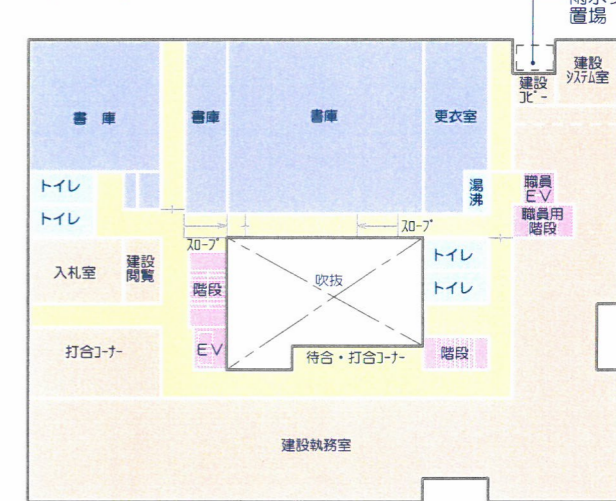 置場
建設
システム室
建設
コピー
書 庫
書庫
書庫
更衣室
トイレ
トイレ
湯
沸
職員
EV
職員用
階段
スロープ
スロープ
入札室
建設
閲覧
階段
吹抜
トイレ
トイレ
打合コーナー
EV
待合・打合コーナー
階段
建設執務室